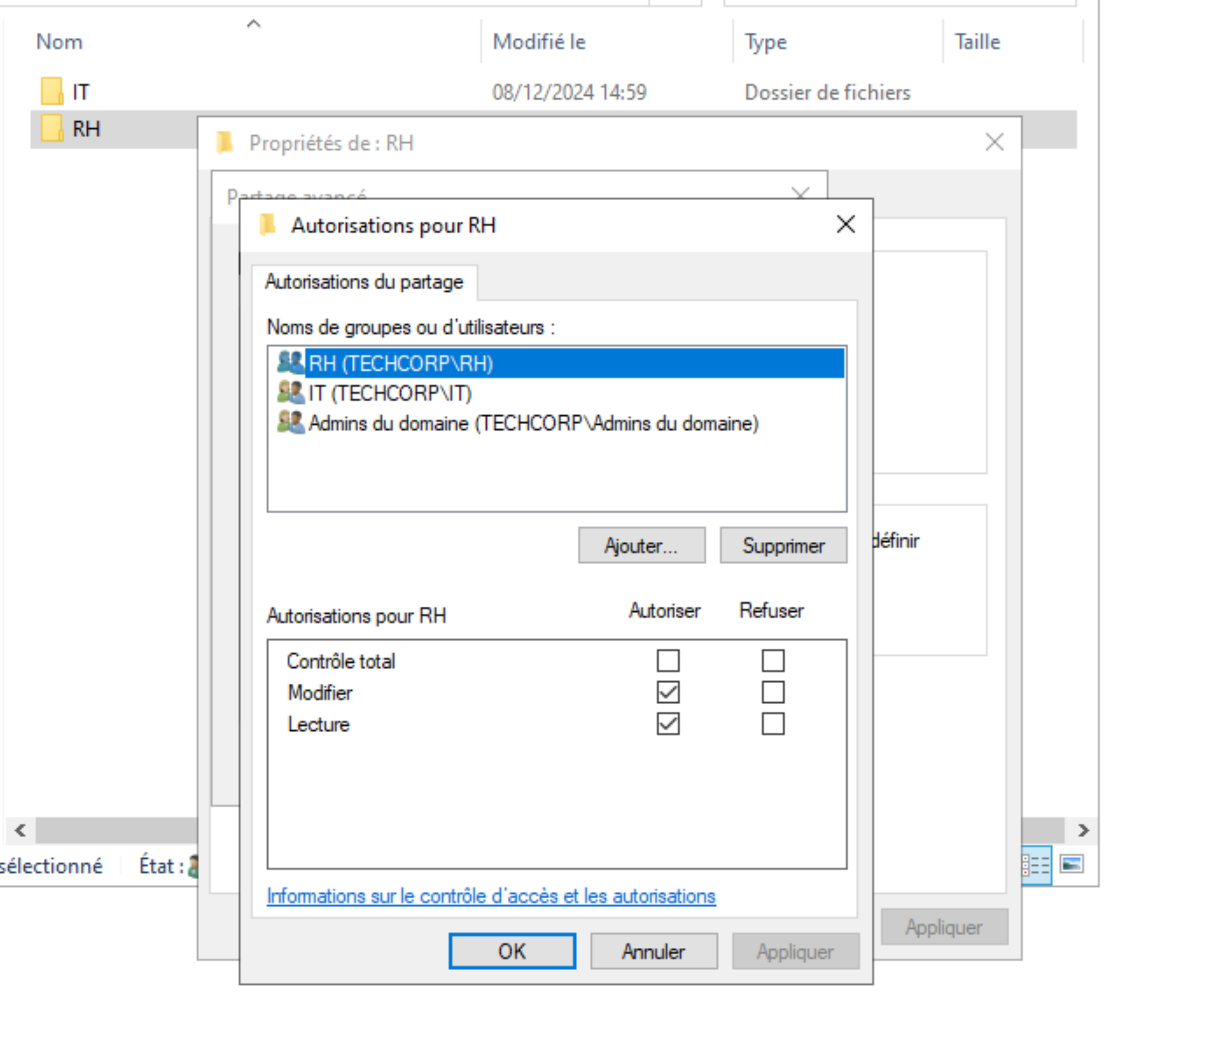 Nom Modifié le Type Taille
IT 08/12/2024 14:59 Dossier de fichiers
RH
Propriétés de : RH
Partage avancé
Autorisations pour RH
Autorisations du partage
Noms de groupes ou d'utilisateurs :
RH (TECHCORP\RH)
IT (TECHCORP\IT)
Admins du domaine (TECHCORP\Admins du domaine)
Ajouter... Supprimer
définir
Autorisations pour RH Autoriser Refuser
Contrôle total
Modifier
Lecture
sélectionné État :
Informations sur le contrôle d'accès et les autorisations
Appliquer
OK Annuler Appliquer